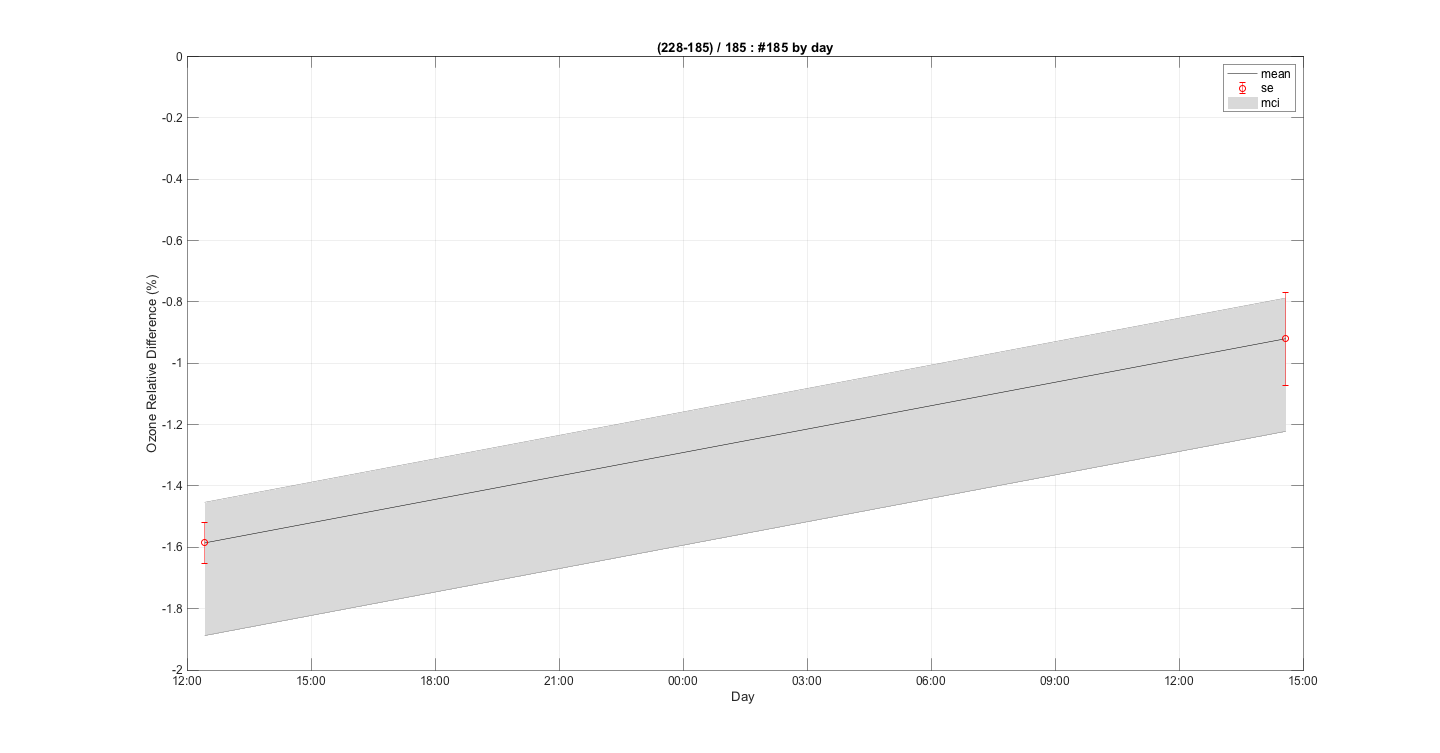 (228-185) / 185 : #185 by day
0
-0.2
-0.4
-0.6
-0.8
-1
-1.2
-1.4
-1.6
-1.8
-2
Ozone Relative Difference (%)
mean
se
mci
12:00 15:00 18:00 21:00 00:00 03:00 06:00 09:00 12:00 15:00
Day